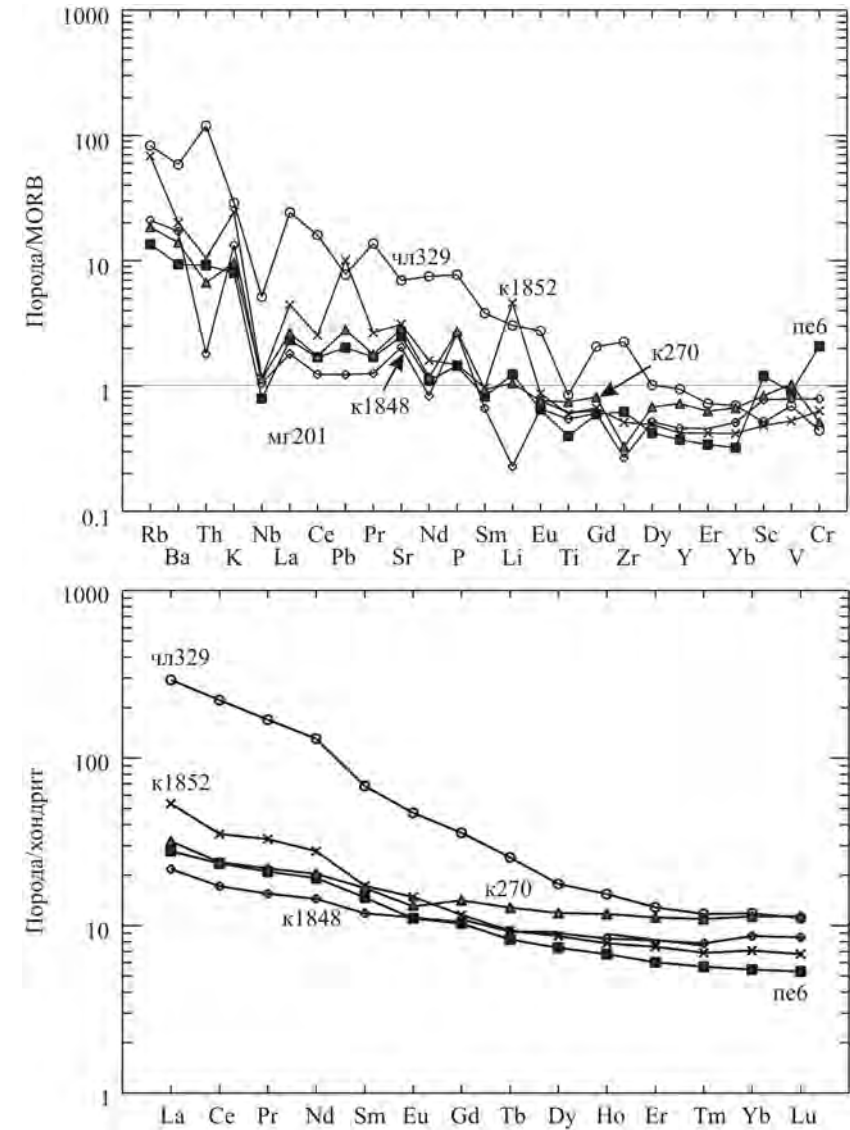 1000
100
10
1
0.1
Порода/MORB
чл329
к1852
пе6
к270
к1848
мг201
Rb Th Nb Ce Pr Nd Sm Eu Gd Dy Er Sc Cr
Ba K La Pb Sr P Li Ti Zr Y Yb V
1000
100
10
1
Порода/хондрит
чл329
к1852
к270
к1848
пе6
La Ce Pr Nd Sm Eu Gd Tb Dy Ho Er Tm Yb Lu